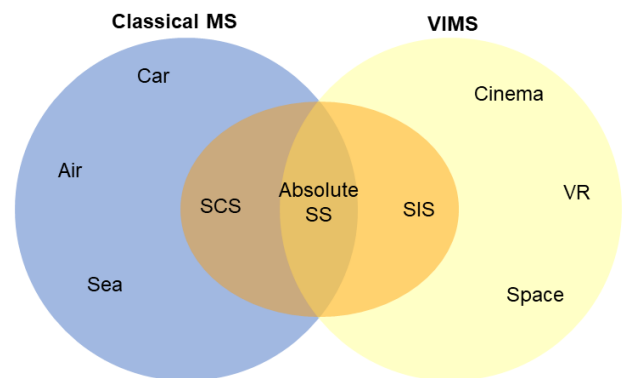 Classical MS
VIMS
Car
Cinema
Air
SCS
Absolute
SS
SIS
VR
Sea
Space